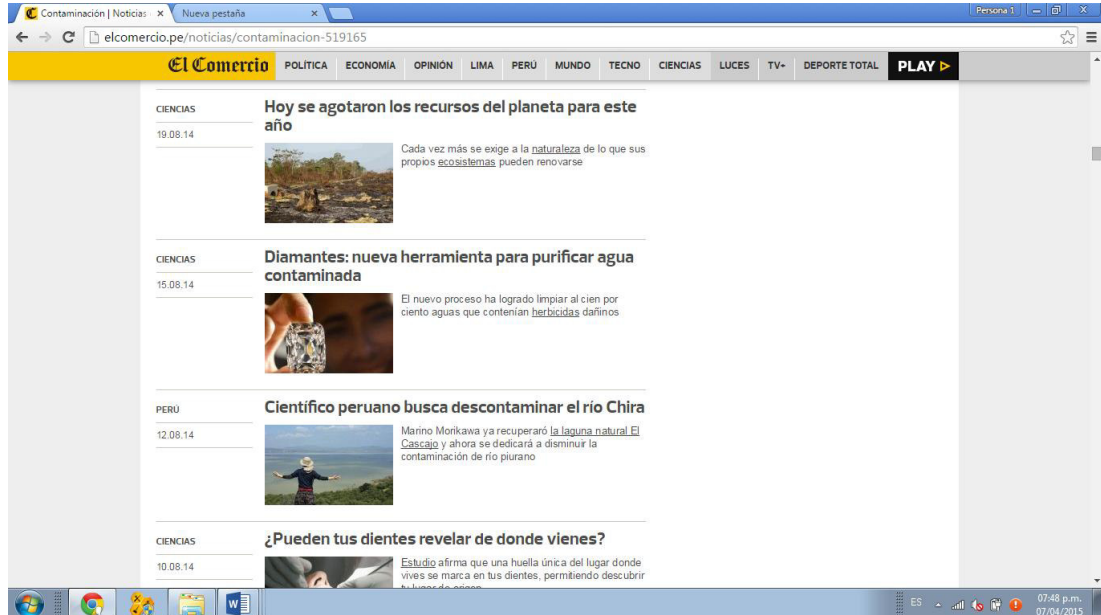 Contaminación | Noticias
Nueva pestaña
Persona 1
elcomercio.pe/noticias/contaminacion-519165
El Comercio POLÍTICA ECONOMÍA OPINIÓN LIMA PERÚ MUNDO TECNO CIENCIAS LUCES TV+ DEPORTE TOTAL PLAY
CIENCIAS
19.08.14
Hoy se agotaron los recursos del planeta para este
año
Cada vez más se exige a la naturaleza de lo que sus
propios ecosistemas pueden renovarse
CIENCIAS
15.08.14
Diamantes: nueva herramienta para purificar agua
contaminada
El nuevo proceso ha logrado limpiar al cien por
ciento aguas que contenían herbicidas dañinos
PERÚ
12.08.14
Científico peruano busca descontaminar el río Chira
Marino Morikawa ya recuperaró la laguna natural El
Cascajo y ahora se dedicará a disminuir la
contaminación de río piurano
CIENCIAS
10.08.14
¿Pueden tus dientes revelar de donde vienes?
Estudio afirma que una huella única del lugar donde
vives se marca en tus dientes, permitiendo descubrir
ES
07:48 p.m.
07/04/2015